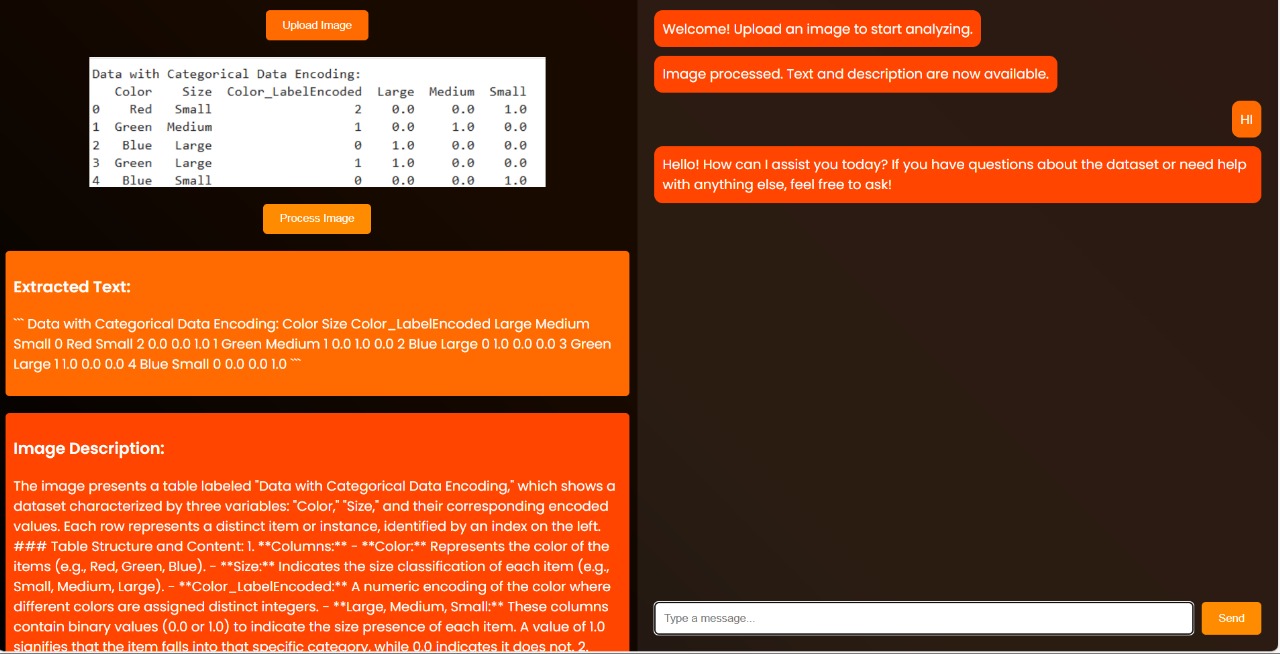 Upload Image
Data with Categorical Data Encoding:
Color Size Color_LabelEncoded Large Medium Small
0 Red Small 2 0.0 0.0 1.0
1 Green Medium 1 0.0 1.0 0.0
2 Blue Large 0 1.0 0.0 0.0
3 Green Large 1 1.0 0.0 0.0
4 Blue Small 0 0.0 0.0 1.0
Process Image
Extracted Text:
``` Data with Categorical Data Encoding: Color Size Color_LabelEncoded Large Medium
Small 0 Red Small 2 0.0 0.0 1.0 1 Green Medium 1 0.0 1.0 0.0 2 Blue Large 0 1.0 0.0 0.0 3 Green
Large 1 1.0 0.0 0.0 4 Blue Small 0 0.0 0.0 1.0 ```
Image Description:
The image presents a table labeled "Data with Categorical Data Encoding," which shows a
dataset characterized by three variables: "Color," "Size," and their corresponding encoded
values. Each row represents a distinct item or instance, identified by an index on the left.
### Table Structure and Content: 1. **Columns:** - **Color:** Represents the color of the
items (e.g., Red, Green, Blue). - **Size:** Indicates the size classification of each item (e.g.,
Small, Medium, Large). - **Color_LabelEncoded:** A numeric encoding of the color where
different colors are assigned distinct integers. - **Large, Medium, Small:** These columns
contain binary values (0.0 or 1.0) to indicate the size presence of each item. A value of 1.0
signifies that the item falls into that specific category, while 0.0 indicates it does not. 2.
Welcome! Upload an image to start analyzing.
Image processed. Text and description are now available.
HI
Hello! How can I assist you today? If you have questions about the dataset or need help
with anything else, feel free to ask!
Type a message...
Send